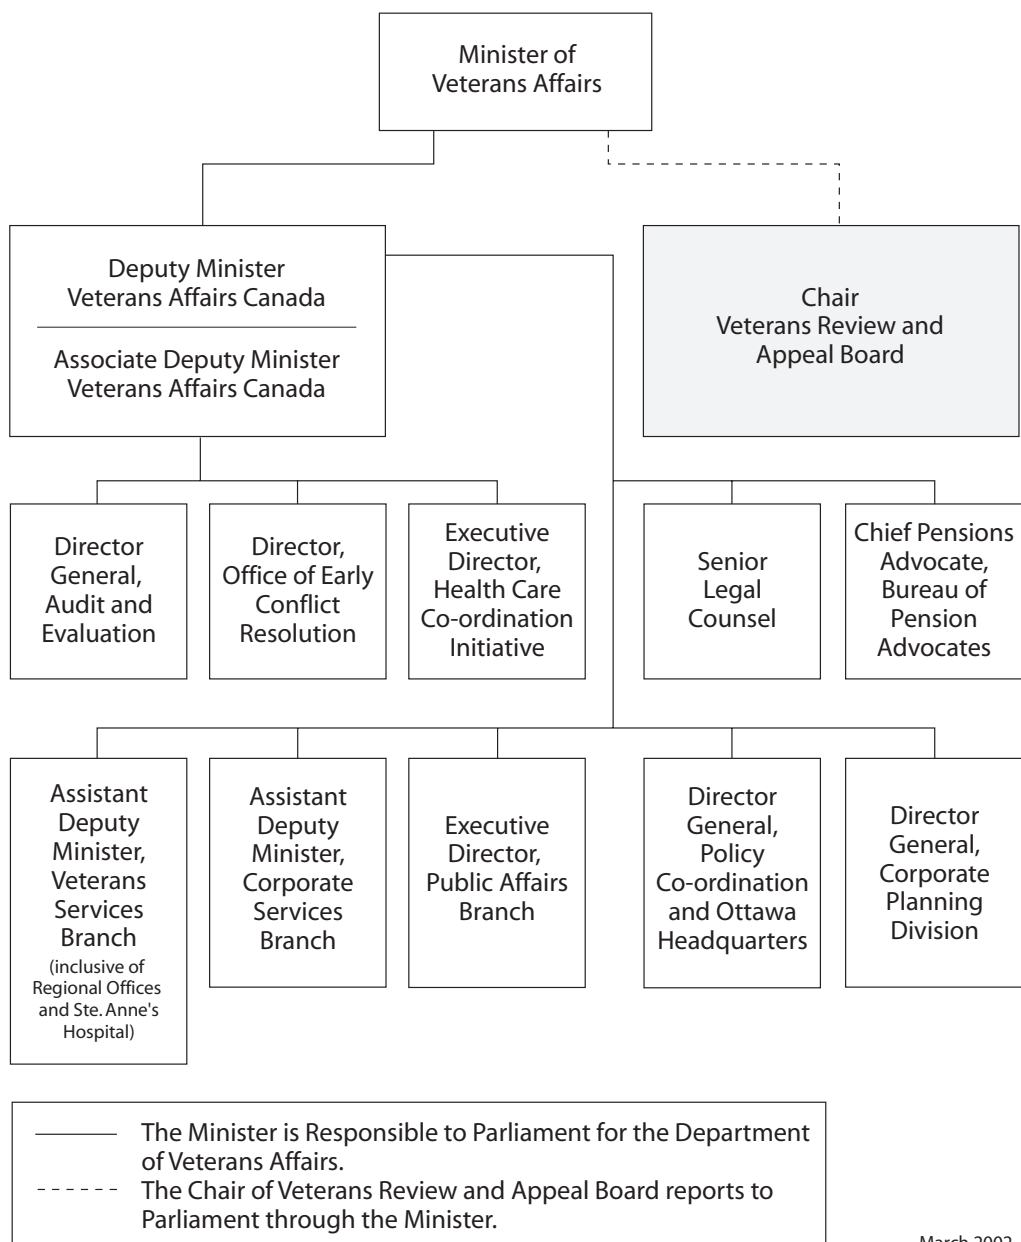 Minister of
Veterans Affairs
Deputy Minister
Veterans Affairs Canada
Associate Deputy Minister
Veterans Affairs Canada
Chair
Veterans Review and
Appeal Board
Director
General,
Audit and
Evaluation
Director,
Office of Early
Conflict
Resolution
Executive
Director,
Health Care
Co-ordination
Initiative
Senior
Legal
Counsel
Chief Pensions
Advocate,
Bureau of
Pension
Advocates
Assistant
Deputy
Minister,
Veterans
Services
Branch
(inclusive of
Regional Offices
and Ste. Anne's
Hospital)
Assistant
Deputy
Minister,
Corporate
Services
Branch
Executive
Director,
Public Affairs
Branch
Director
General,
Policy
Co-ordination
and Ottawa
Headquarters
Director
General,
Corporate
Planning
Division
The Minister is Responsible to Parliament for the Department
of Veterans Affairs.
The Chair of Veterans Review and Appeal Board reports to
Parliament through the Minister.
March 2002